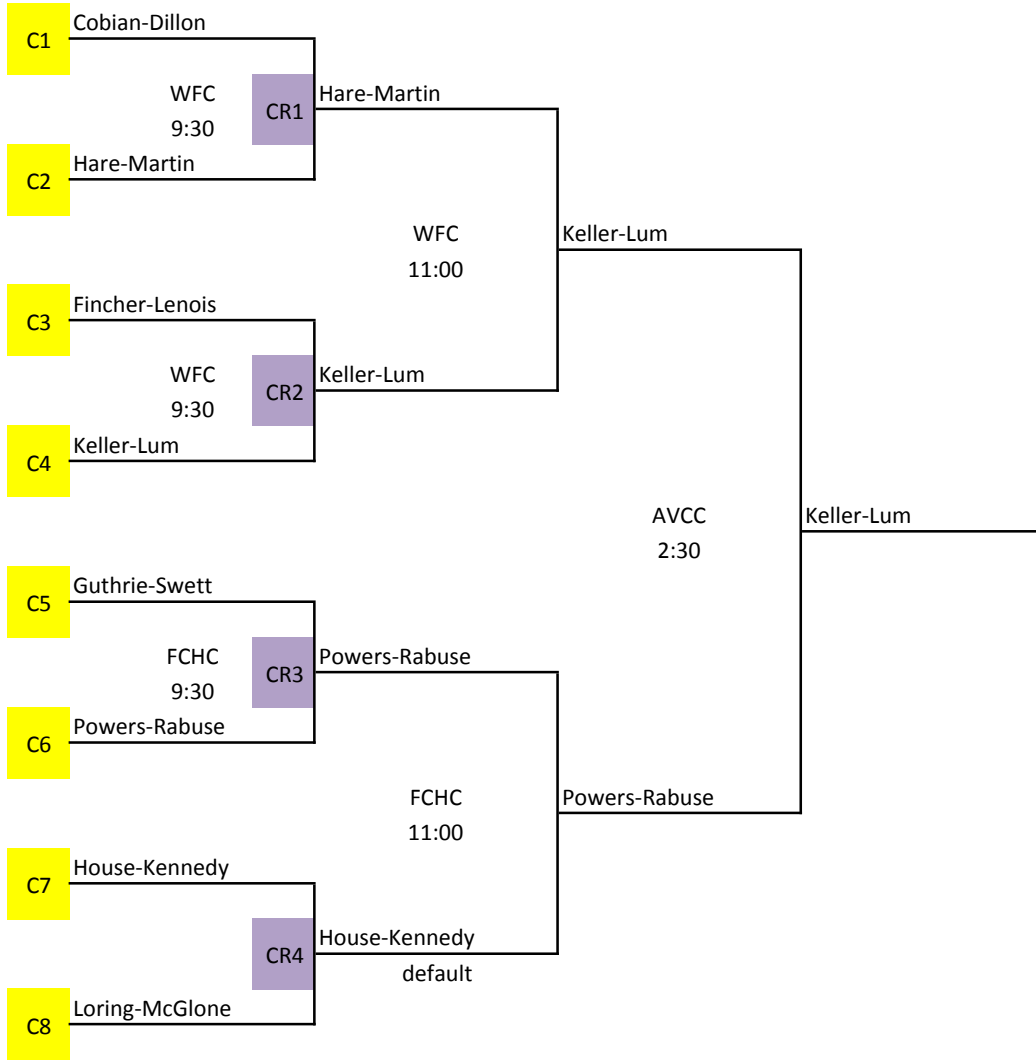 C1
Cobian-Dillon
WFC
9:30
CR1
Hare-Martin
C2
Hare-Martin
WFC
11:00
Keller-Lum
C3
Fincher-Lenois
WFC
9:30
CR2
Keller-Lum
C4
Keller-Lum
AVCC
2:30
Keller-Lum
C5
Guthrie-Swett
FCHC
9:30
CR3
Powers-Rabuse
C6
Powers-Rabuse
FCHC
11:00
Powers-Rabuse
C7
House-Kennedy
CR4
House-Kennedy
default
C8
Loring-McGlone